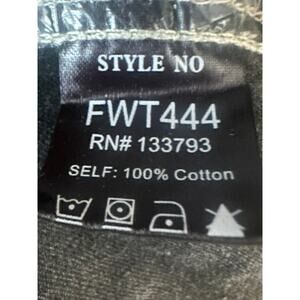 STYLE NO
FWT444
RN# 133793
SELF: 100% Cotton